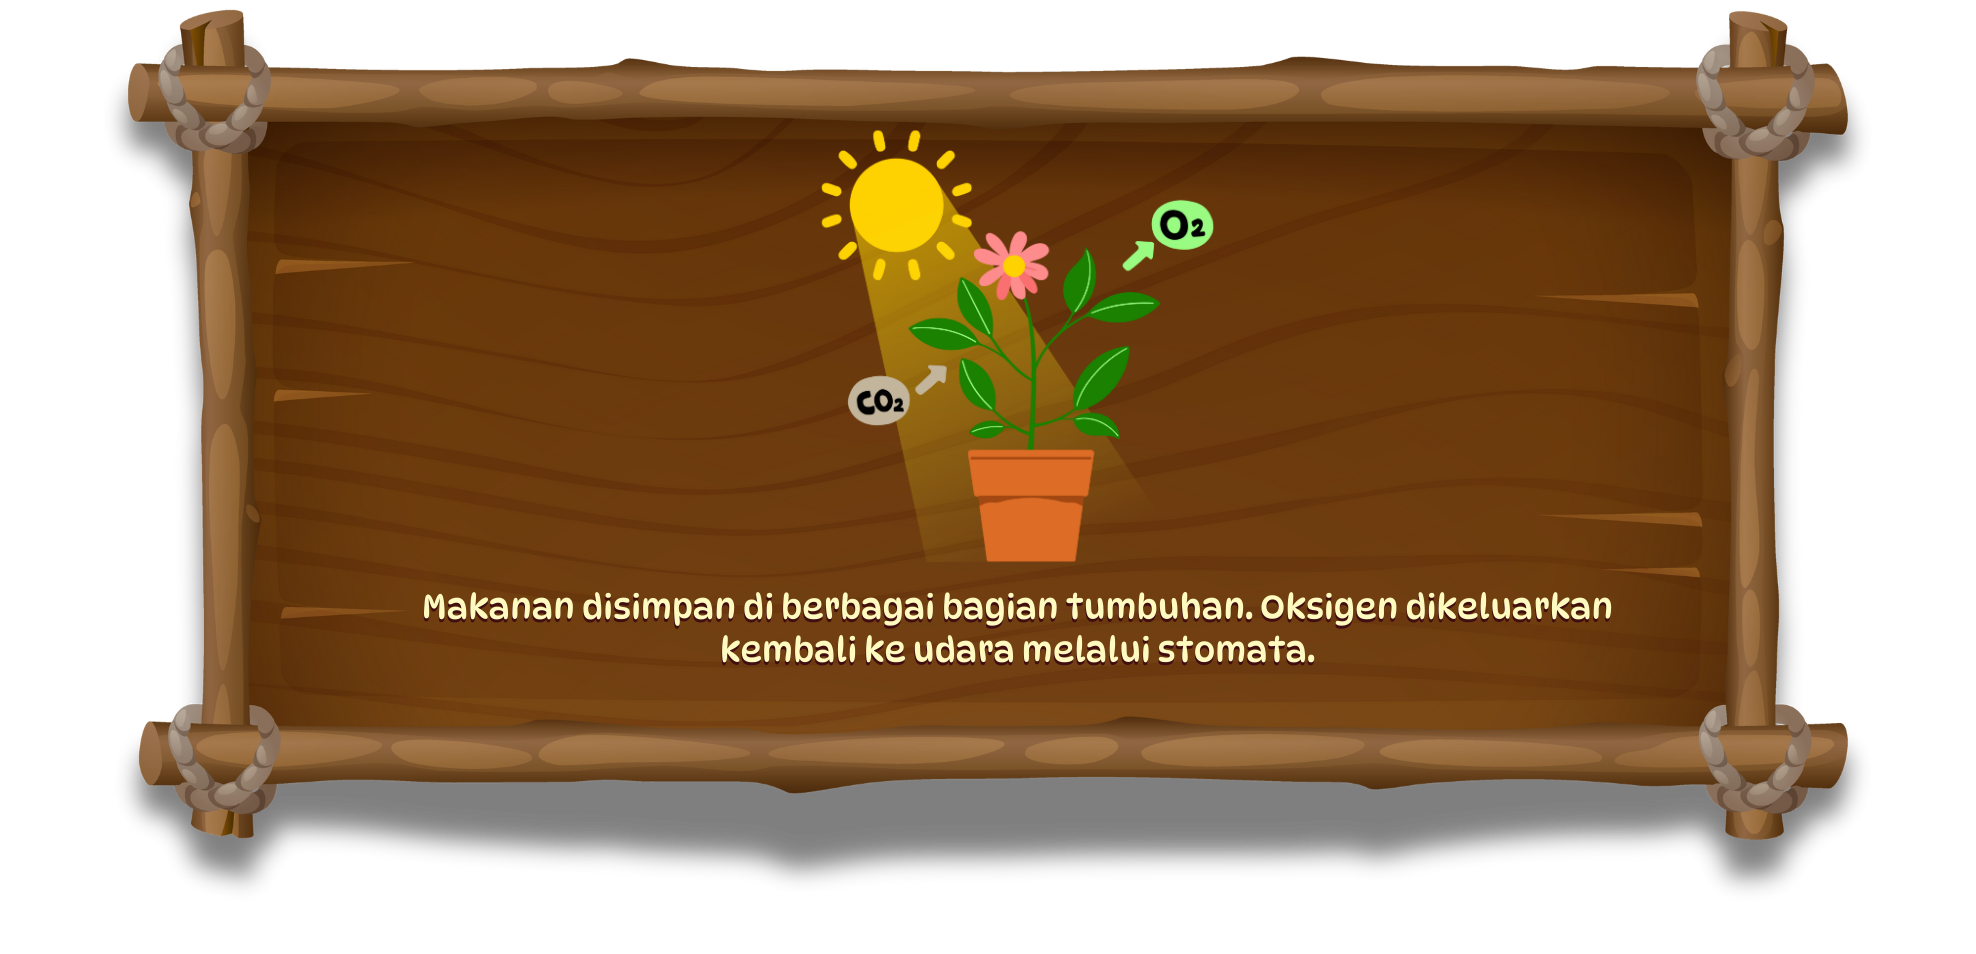 O₂
CO₂
Makanan disimpan di berbagai bagian tumbuhan. Oksigen dikeluarkan
kembali ke udara melalui stomata.